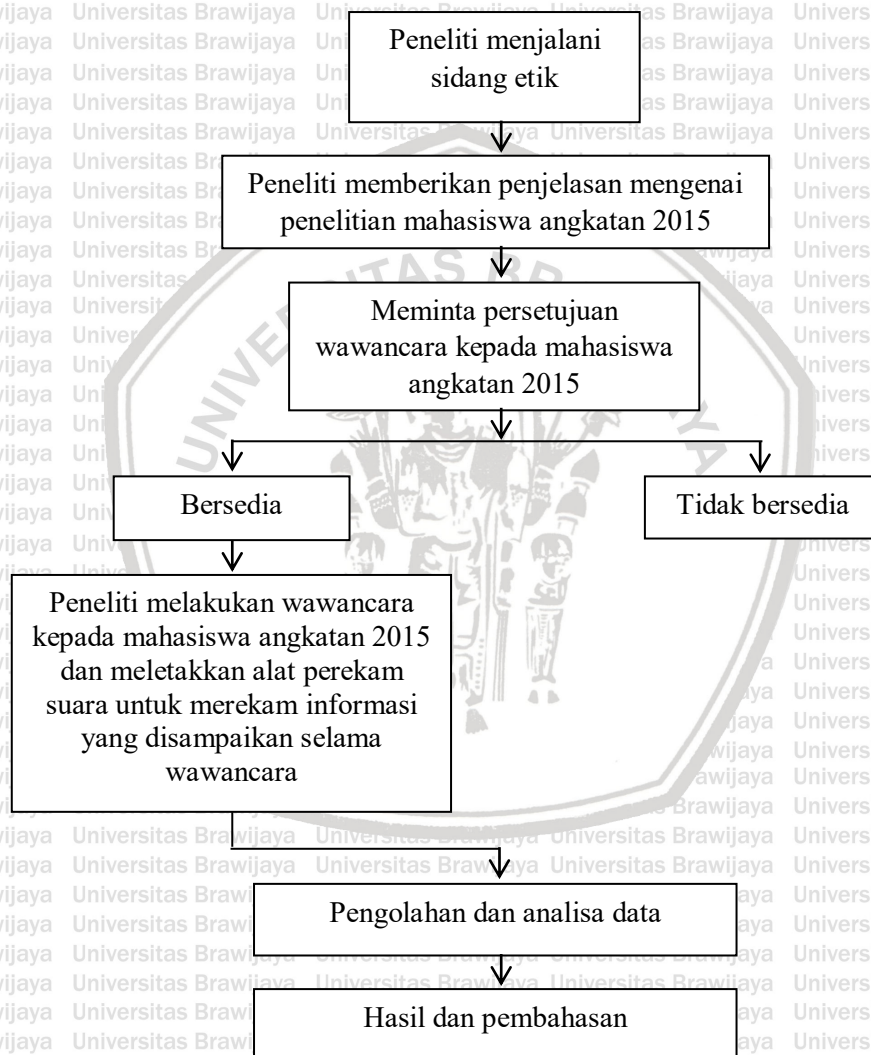 Peneliti menjalani
sidang etik
Peneliti memberikan penjelasan mengenai
penelitian mahasiswa angkatan 2015
Meminta persetujuan
wawancara kepada mahasiswa
angkatan 2015
Bersedia
Tidak bersedia
Peneliti melakukan wawancara
kepada mahasiswa angkatan 2015
dan meletakkan alat perekam
suara untuk merekam informasi
yang disampaikan selama
wawancara
Pengolahan dan analisa data
Hasil dan pembahasan